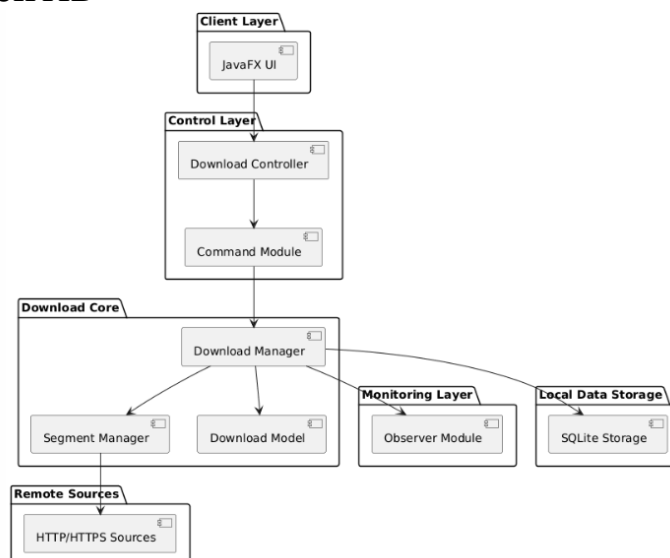 Client Layer
JavaFX UI
Control Layer
Download Controller
Command Module
Download Core
Download Manager
Monitoring Layer
Local Data Storage
Segment Manager
Download Model
Observer Module
SQLite Storage
Remote Sources
HTTP/HTTPS Sources